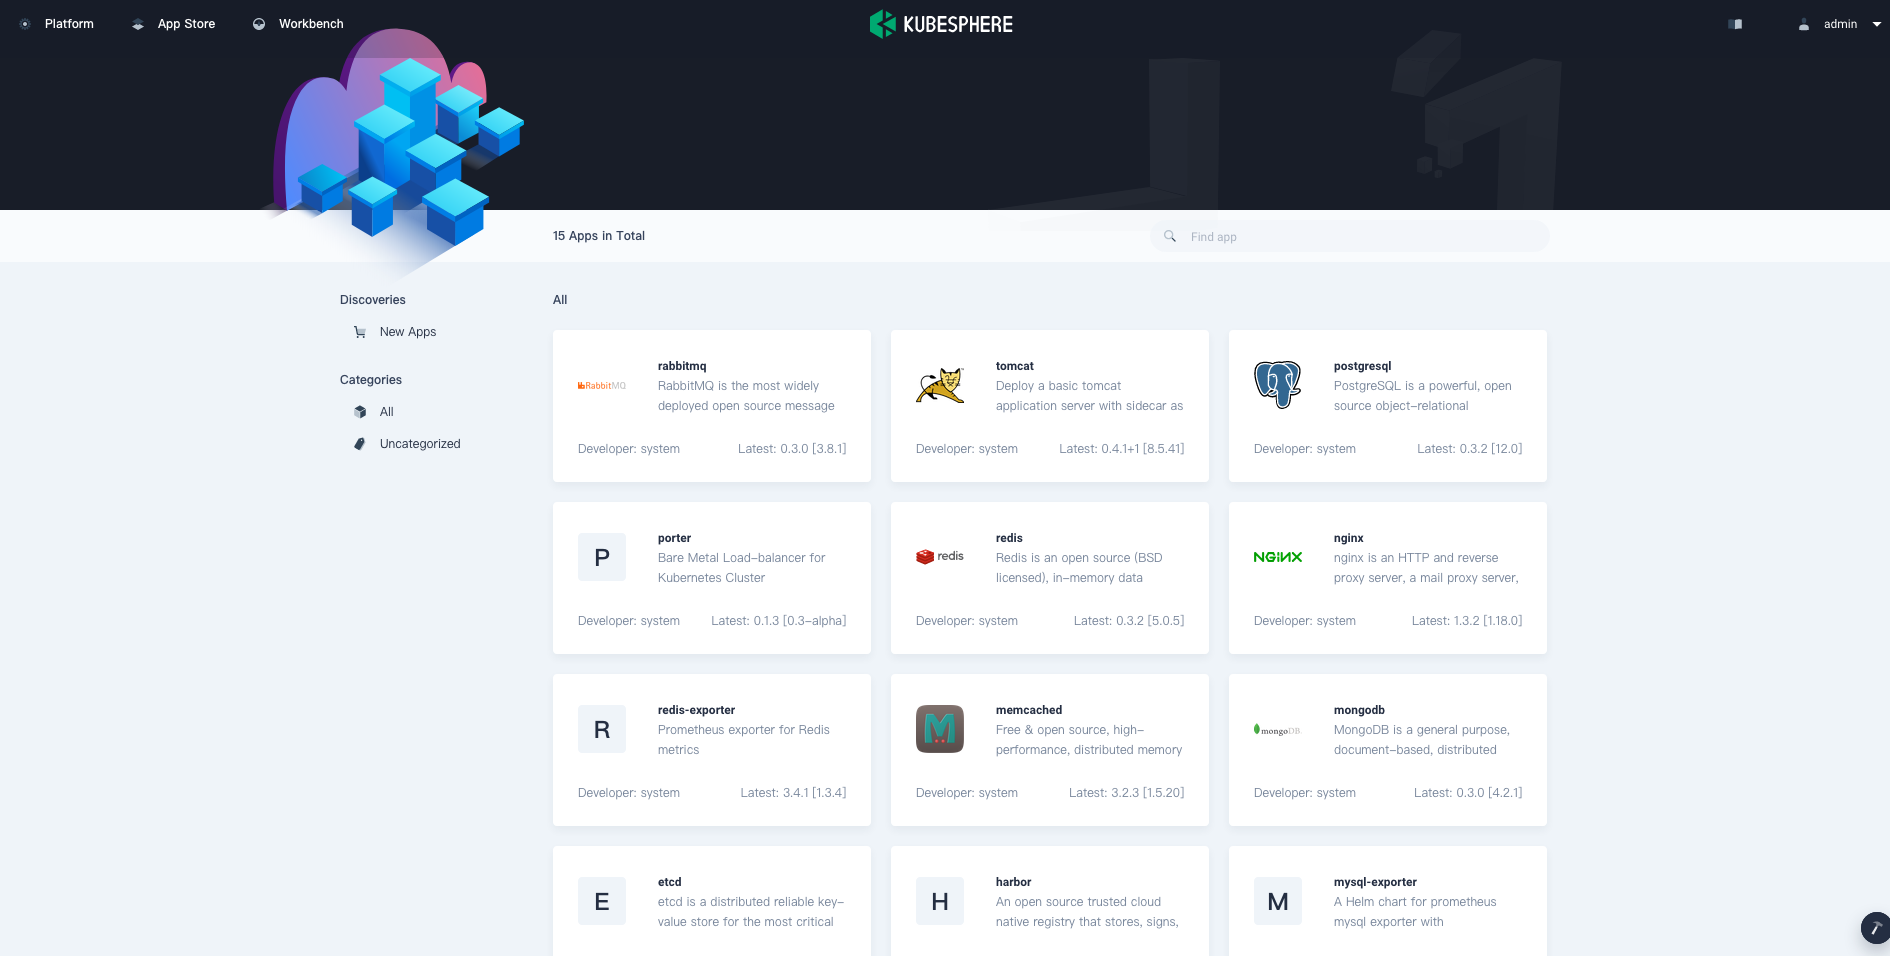 Platform
App Store
Workbench
KUBESPHERE
admin
15 Apps in Total
Find app
Discoveries
New Apps
Categories
All
Uncategorized
All
RabbitMQ
rabbitmq
RabbitMQ is the most widely
deployed open source message
Developer: system
Latest: 0.3.0 [3.8.1]
tomcat
Deploy a basic tomcat
application server with sidecar as
Developer: system
Latest: 0.4.1+1 [8.5.41]
postgresql
PostgreSQL is a powerful, open
source object-relational
Developer: system
Latest: 0.3.2 [12.0]
P
porter
Bare Metal Load-balancer for
Kubernetes Cluster
Developer: system
Latest: 0.1.3 [0.3-alpha]
redis
redis
Redis is an open source (BSD
licensed), in-memory data
Developer: system
Latest: 0.3.2 [5.0.5]
NGINX
nginx
nginx is an HTTP and reverse
proxy server, a mail proxy server,
Developer: system
Latest: 1.3.2 [1.18.0]
R
redis-exporter
Prometheus exporter for Redis
metrics
Developer: system
Latest: 3.4.1 [1.3.4]
M
memcached
Free & open source, high-
performance, distributed memory
Developer: system
Latest: 3.2.3 [1.5.20]
mongoDB
mongodb
MongoDB is a general purpose,
document-based, distributed
Developer: system
Latest: 0.3.0 [4.2.1]
E
etcd
etcd is a distributed reliable key-
value store for the most critical
H
harbor
An open source trusted cloud
native registry that stores, signs,
M
mysql-exporter
A Helm chart for prometheus
mysql exporter with